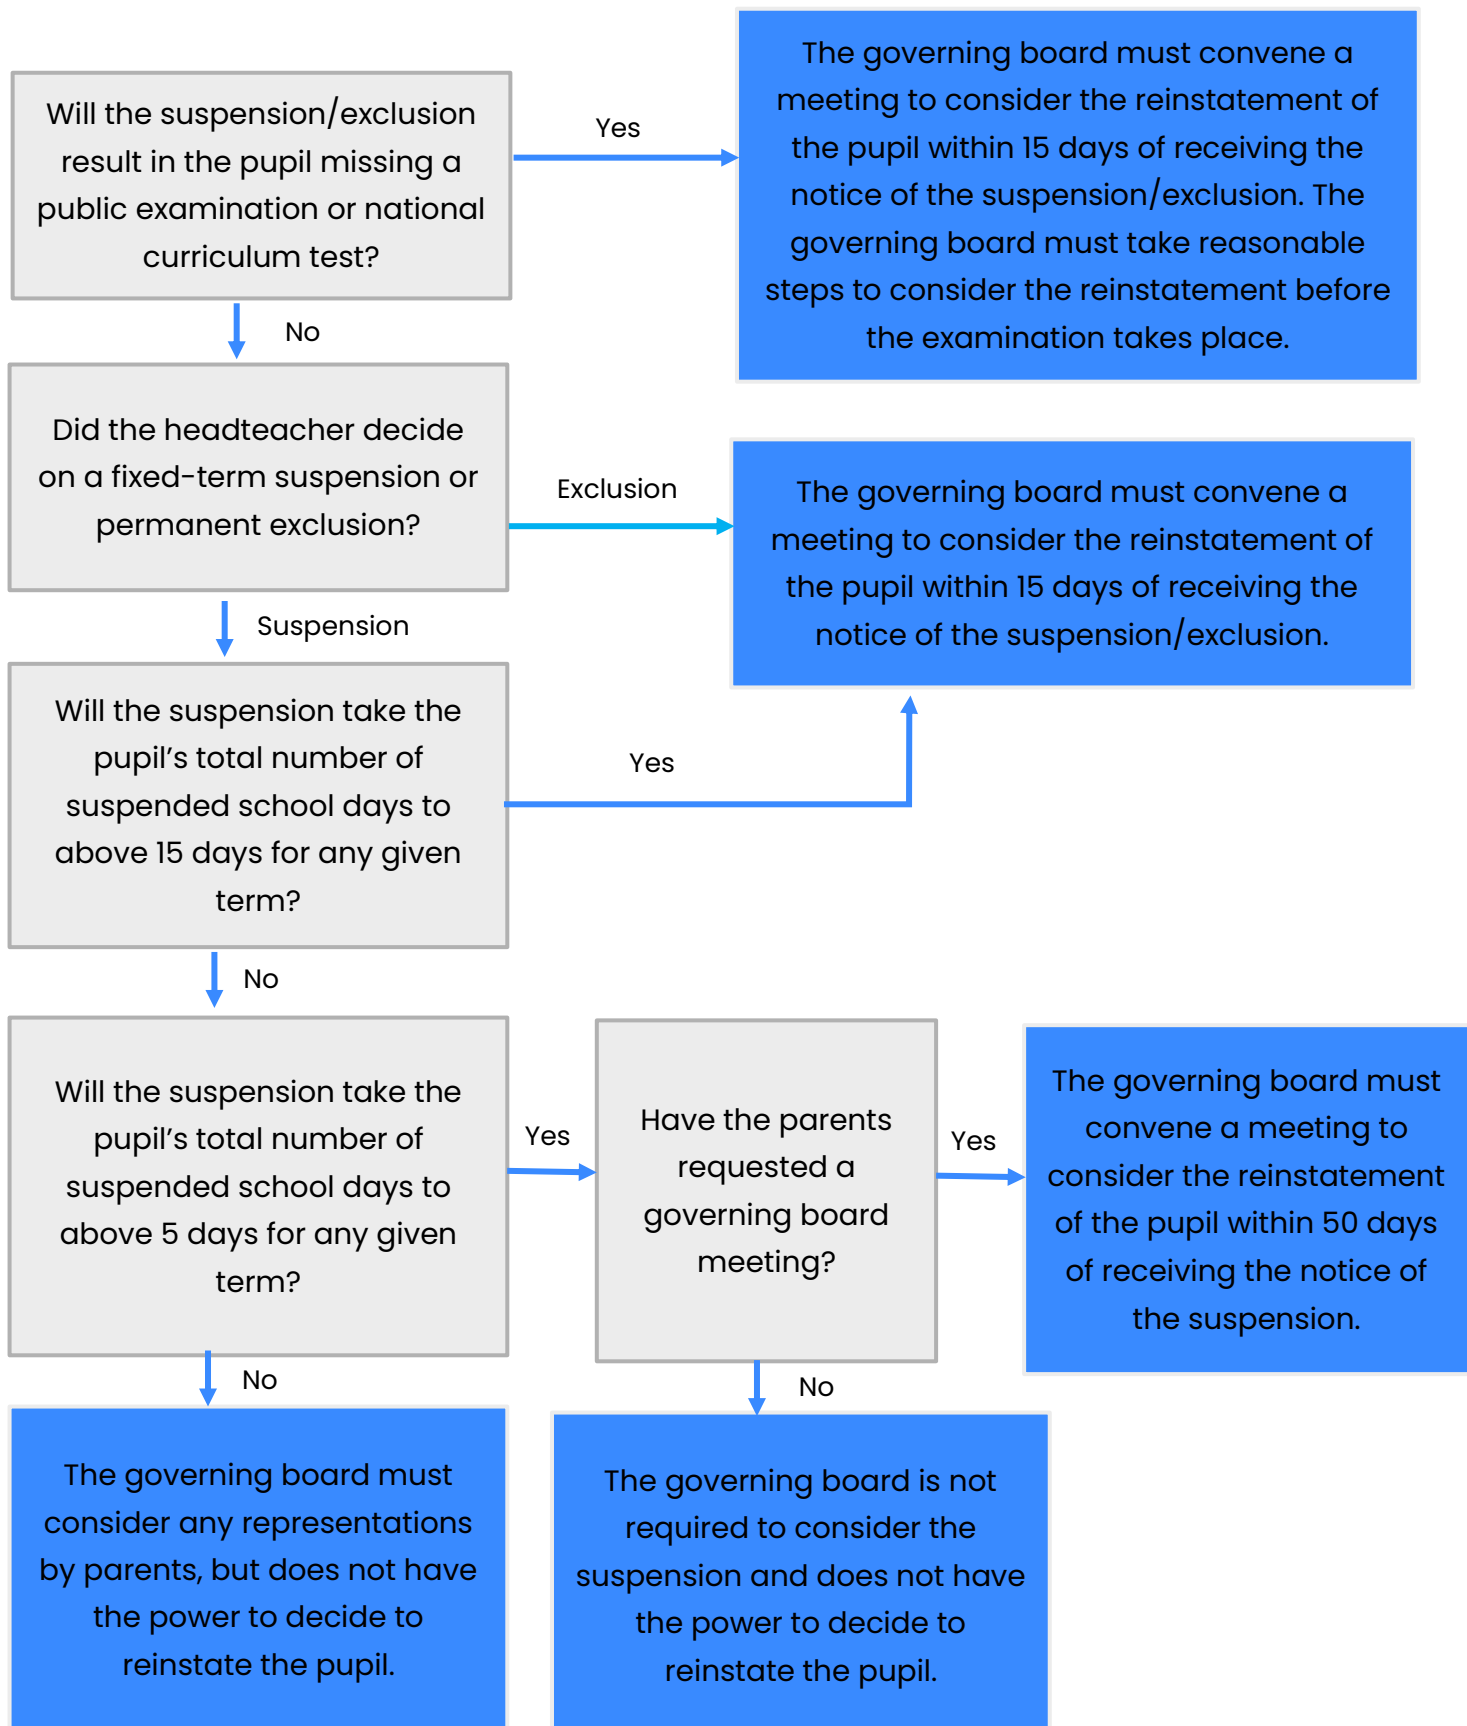 Will the suspension/exclusion
result in the pupil missing a
public examination or national
curriculum test?
Yes
The governing board must convene a
meeting to consider the reinstatement of
the pupil within 15 days of receiving the
notice of the suspension/exclusion. The
governing board must take reasonable
steps to consider the reinstatement before
the examination takes place.
No
Did the headteacher decide
on a fixed-term suspension or
permanent exclusion?
Exclusion
The governing board must convene a
meeting to consider the reinstatement of
the pupil within 15 days of receiving the
notice of the suspension/exclusion.
Suspension
Will the suspension take the
pupil’s total number of
suspended school days to
above 15 days for any given
term?
Yes
No
Will the suspension take the
pupil’s total number of
suspended school days to
above 5 days for any given
term?
Yes
Have the parents
requested a
governing board
meeting?
Yes
The governing board must
convene a meeting to
consider the reinstatement
of the pupil within 50 days
of receiving the notice of
the suspension.
No
The governing board must
consider any representations
by parents, but does not have
the power to decide to
reinstate the pupil.
No
The governing board is not
required to consider the
suspension and does not have
the power to decide to
reinstate the pupil.